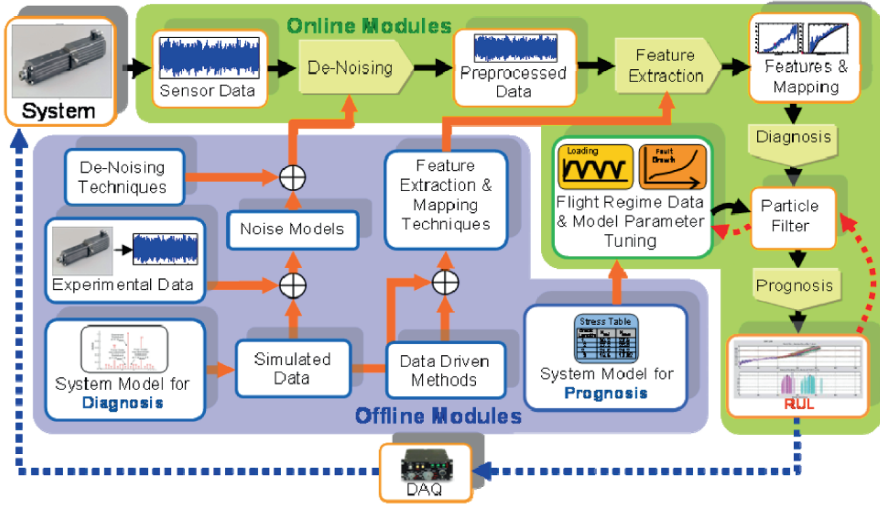 Online Modules
System
Sensor Data
De-Noising
Preprocessed
Data
Feature
Extraction
Features &
Mapping
Diagnosis
De-Noising
Techniques
Feature
Extraction &
Mapping
Techniques
Loading
Fault
Growth
Flight Regime Data
& Model Parameter
Tuning
Particle
Filter
Noise Models
Experimental Data
Prognosis
Stress Table
System Model for
Diagnosis
Simulated
Data
Data Driven
Methods
System Model for
Prognosis
RUL
Offline Modules
DAQ